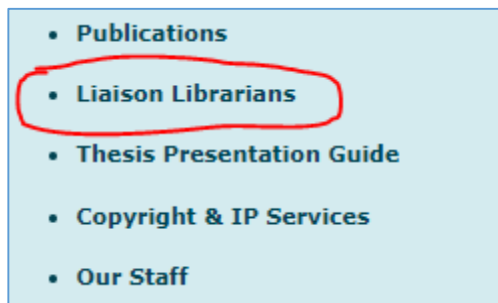 • Publications
• Liaison Librarians
• Thesis Presentation Guide
• Copyright & IP Services
• Our Staff